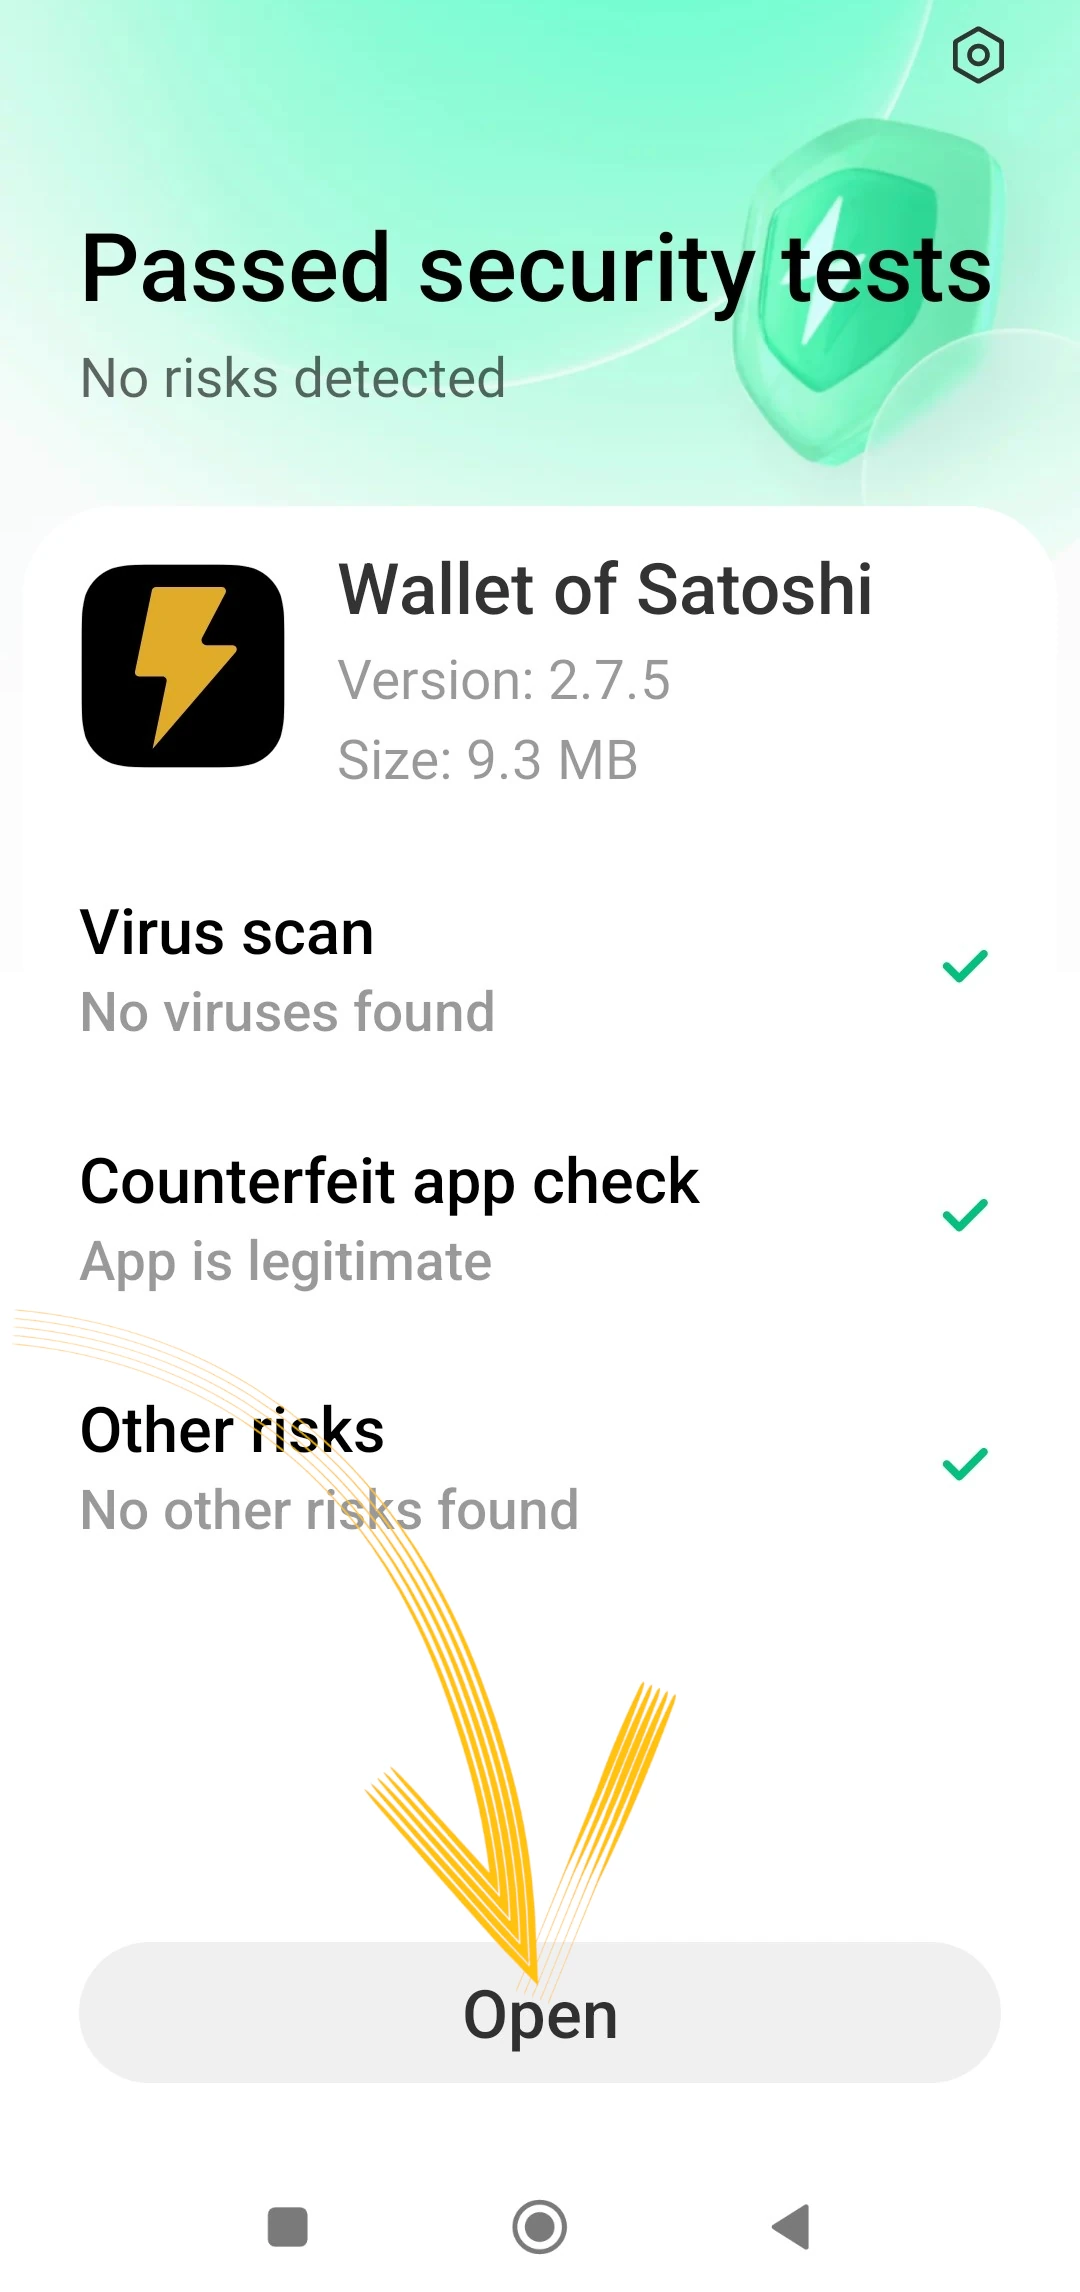 Passed security tests
No risks detected
Wallet of Satoshi
Version: 2.7.5
Size: 9.3 MB
Virus scan
No viruses found
Counterfeit app check
App is legitimate
Other risks
No other risks found
Open